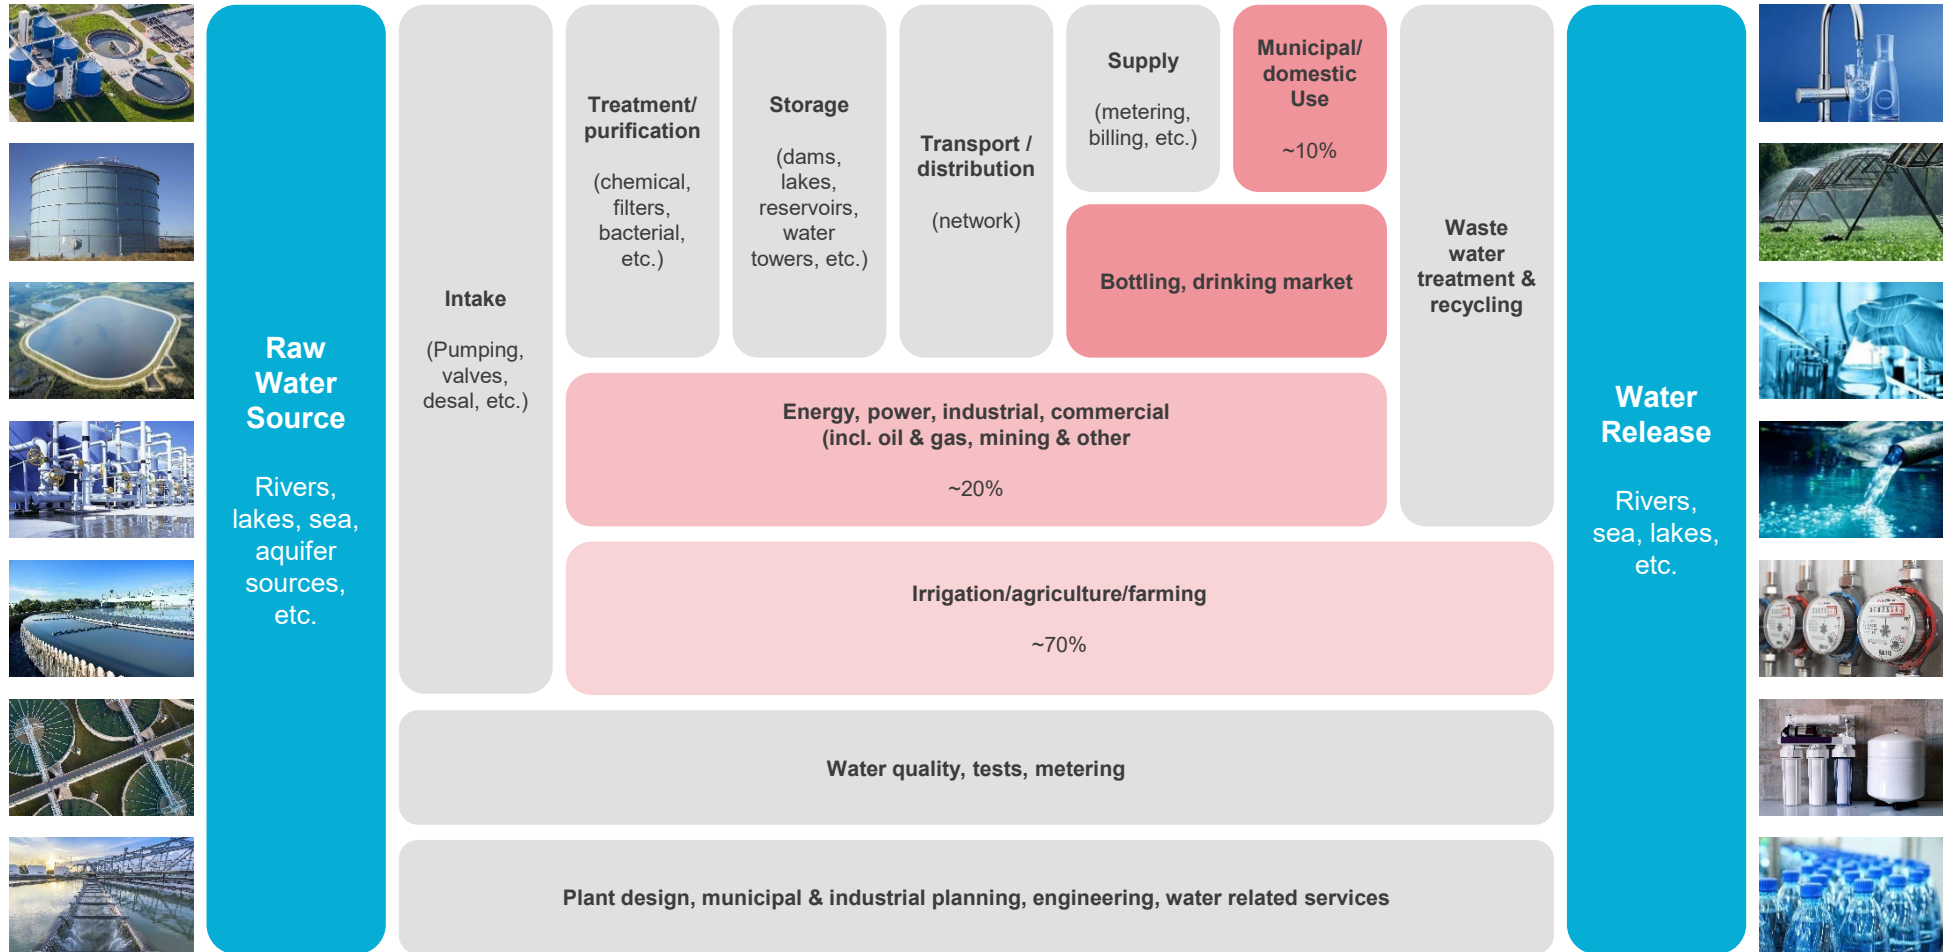 Raw
Water
Source
Rivers,
lakes, sea,
aquifer
sources,
etc.
Intake
(Pumping,
valves,
desal, etc.)
Treatment/
purification
(chemical,
filters,
bacterial,
etc.)
Storage
(dams,
lakes,
reservoirs,
water
towers, etc.)
Transport /
distribution
(network)
Supply
(metering,
billing, etc.)
Municipal/
domestic
Use
~10%
Bottling, drinking market
Waste
water
treatment &
recycling
Energy, power, industrial, commercial
(incl. oil & gas, mining & other
~20%
Irrigation/agriculture/farming
~70%
Water quality, tests, metering
Plant design, municipal & industrial planning, engineering, water related services
Water
Release
Rivers,
sea, lakes,
etc.